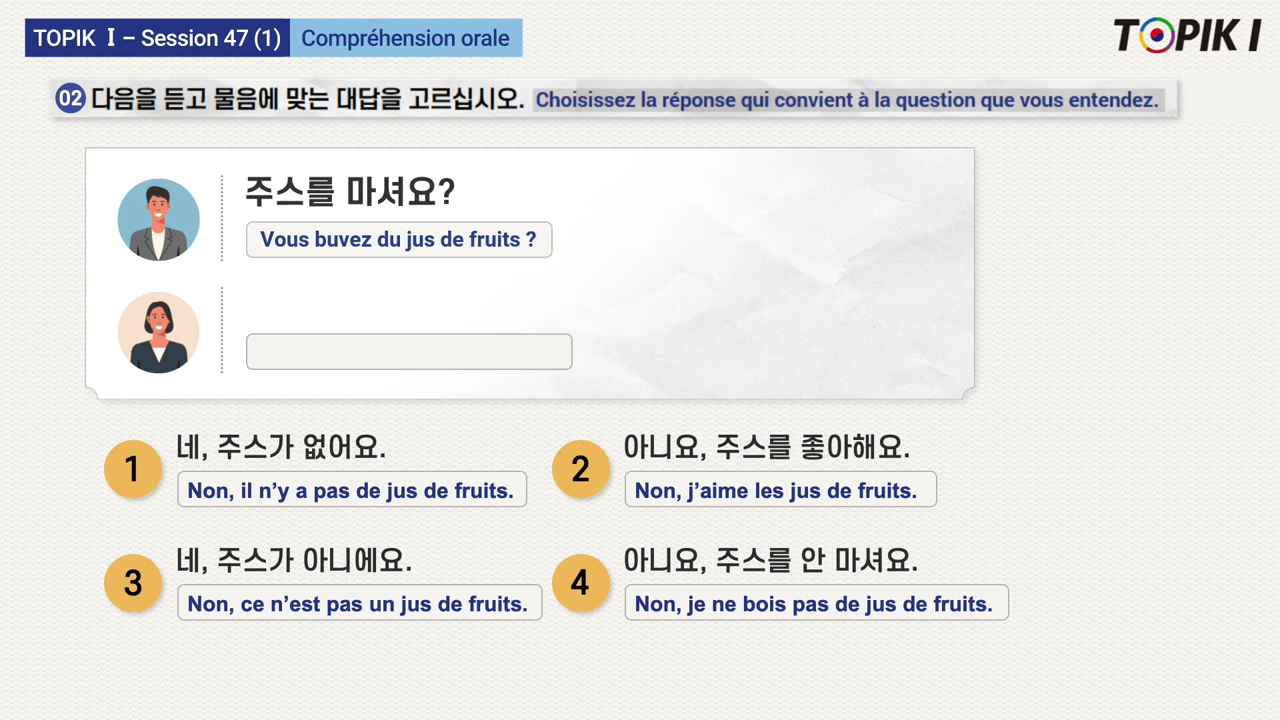 TOPIK Ⅰ – Session 47 (1) Compréhension orale
TOPIK I
02 다음을 듣고 물음에 맞는 대답을 고르십시오. Choisissez la réponse qui convient à la question que vous entendez.
주스를 마셔요?
Vous buvez du jus de fruits ?
1 네, 주스가 없어요.
Non, il n’y a pas de jus de fruits.
2 아니요, 주스를 좋아해요.
Non, j’aime les jus de fruits.
3 네, 주스가 아니에요.
Non, ce n’est pas un jus de fruits.
4 아니요, 주스를 안 마셔요.
Non, je ne bois pas de jus de fruits.